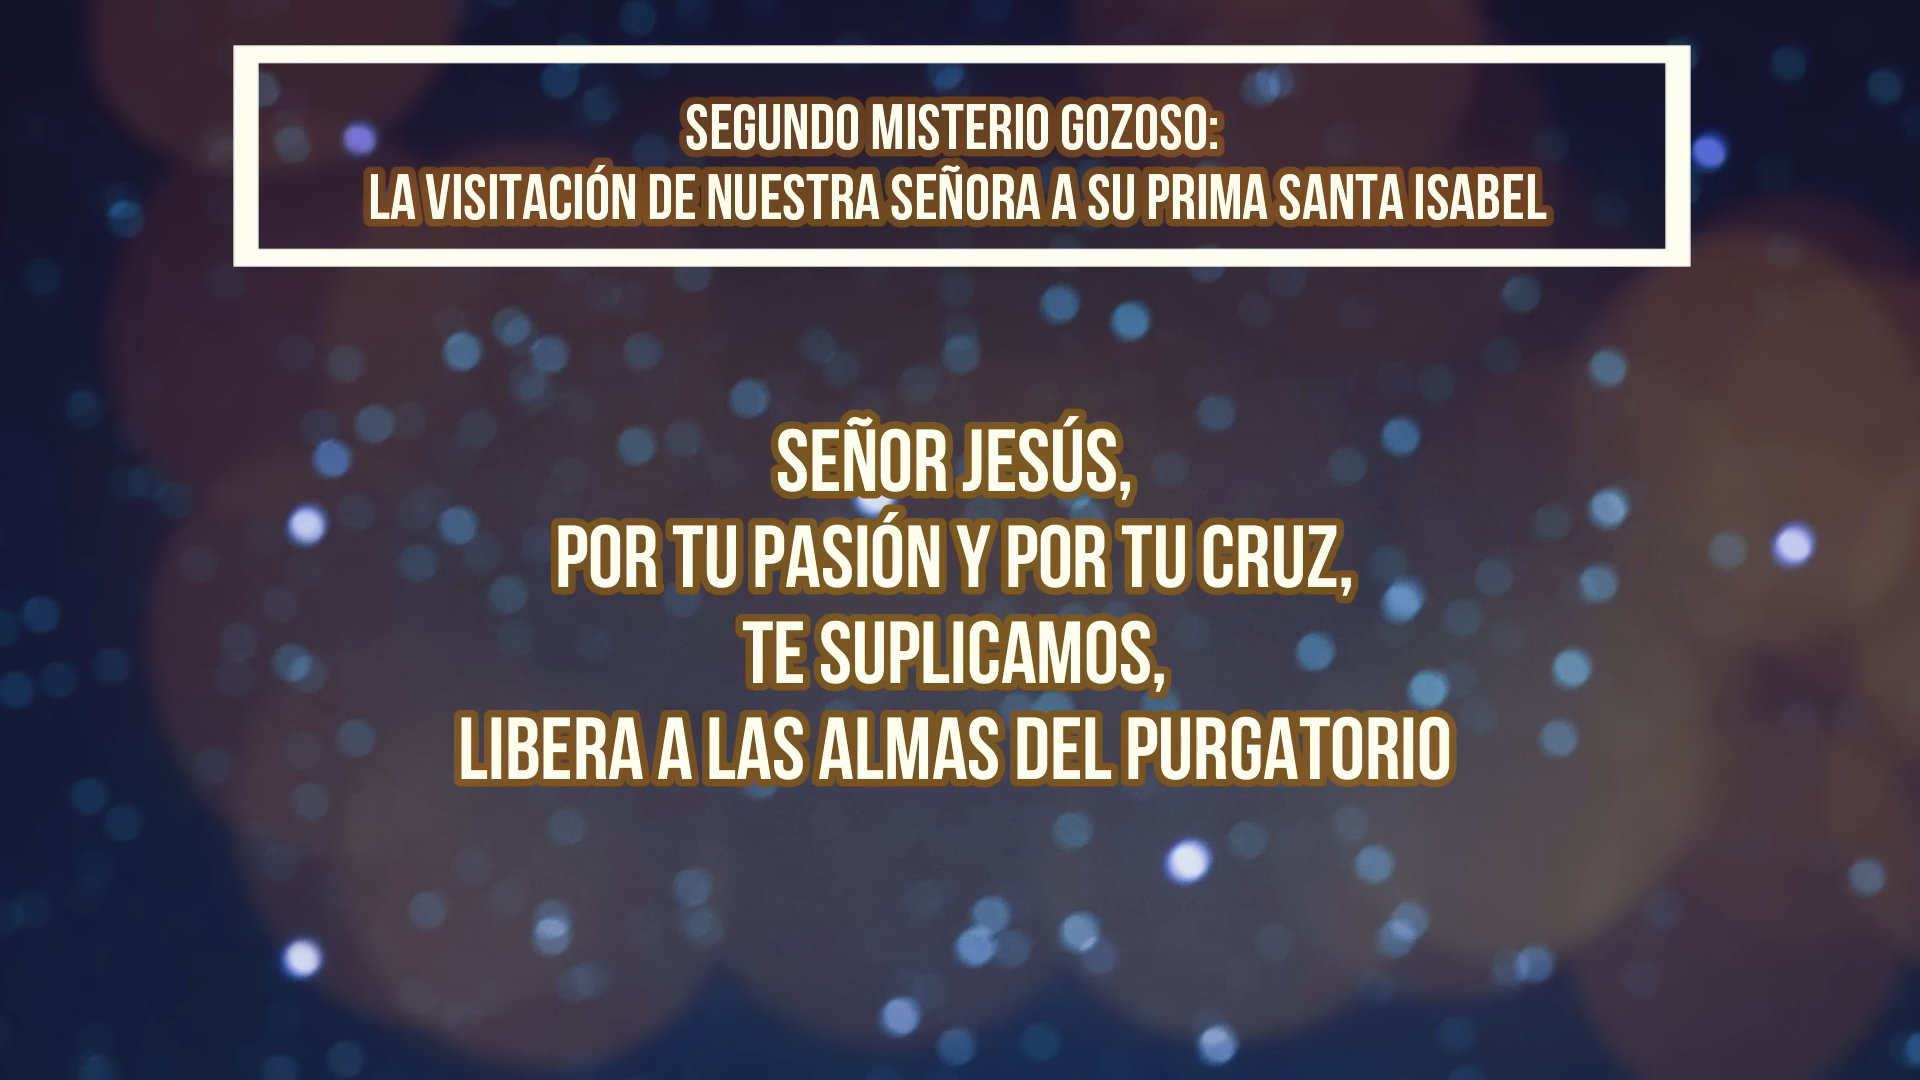 SEGUNDO MISTERIO GOZOSO:
LA VISITACIÓN DE NUESTRA SEÑORA A SU PRIMA SANTA ISABEL
SEÑOR JESÚS,
POR TU PASIÓN Y POR TU CRUZ,
TE SUPLICAMOS,
LIBERA A LAS ALMAS DEL PURGATORIO